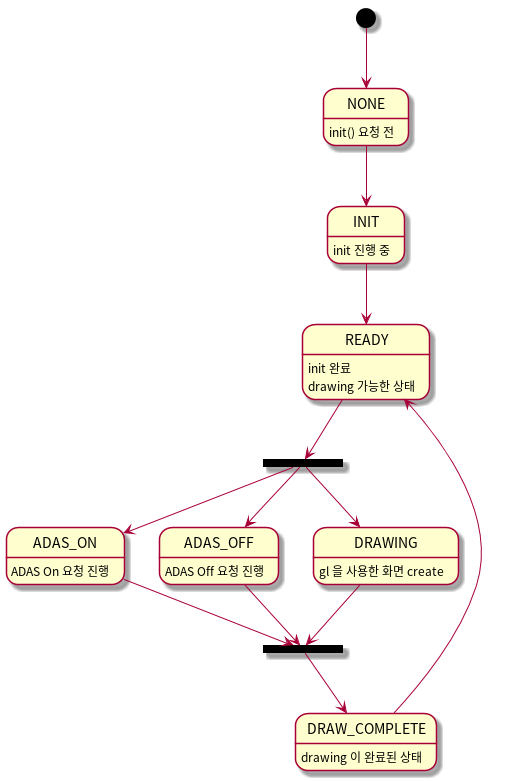 NONE
init() 요청 전
INIT
init 진행 중
READY
init 완료
drawing 가능한 상태
ADAS_ON
ADAS On 요청 진행
ADAS_OFF
ADAS Off 요청 진행
DRAWING
gl 을 사용한 화면 create
DRAW_COMPLETE
drawing 이 완료된 상태